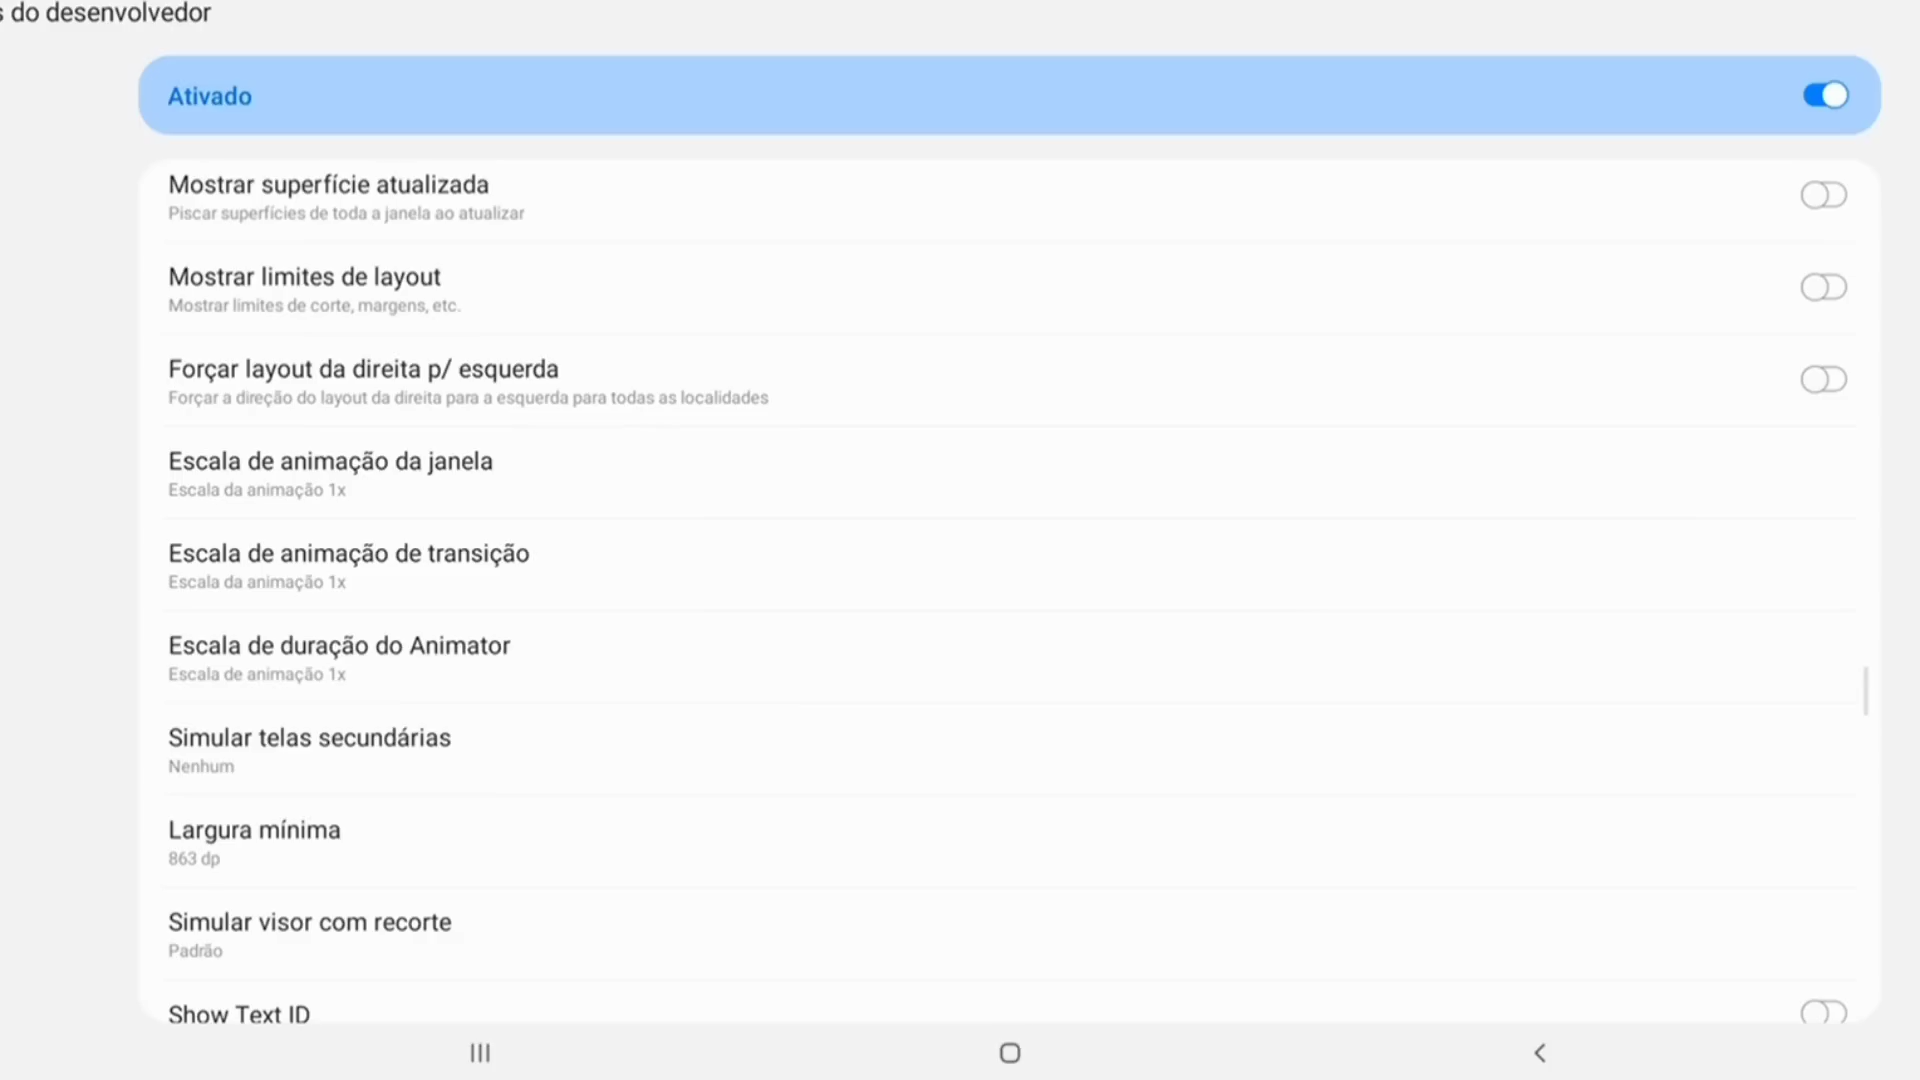 s do desenvolvedor
Ativado
Mostrar superfície atualizada
Piscar superfícies de toda a janela ao atualizar
Mostrar limites de layout
Mostrar limites de corte, margens, etc.
Forçar layout da direita p/ esquerda
Forçar a direção do layout da direita para a esquerda para todas as localidades
Escala de animação da janela
Escala da animação 1x
Escala de animação de transição
Escala da animação 1x
Escala de duração do Animator
Escala de animação 1x
Simular telas secundárias
Nenhum
Largura mínima
863 dp
Simular visor com recorte
Padrão
Show Text ID